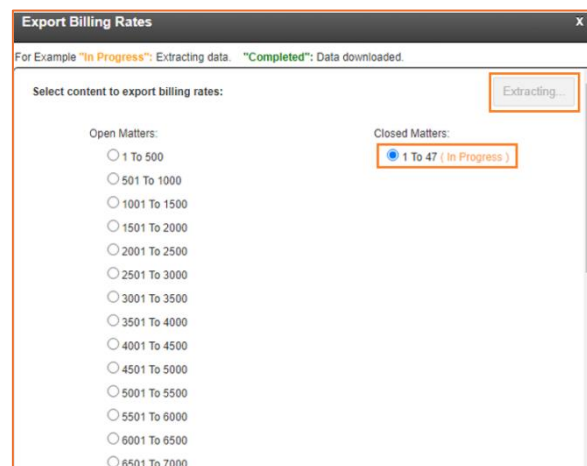 Export Billing Rates x
For Example "In Progress": Extracting data. "Completed": Data downloaded.
Select content to export billing rates: Extracting...
Open Matters: Closed Matters:
1 To 500 1 To 47 ( In Progress )
501 To 1000
1001 To 1500
1501 To 2000
2001 To 2500
2501 To 3000
3001 To 3500
3501 To 4000
4001 To 4500
4501 To 5000
5001 To 5500
5501 To 6000
6001 To 6500
6501 To 7000